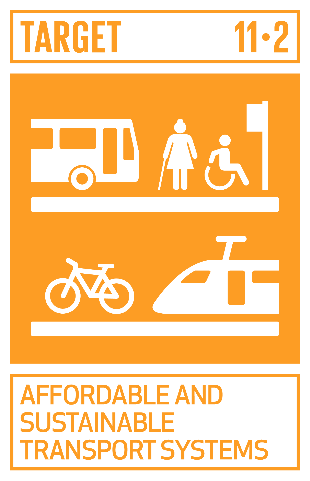 TARGET 11·2
AFFORDABLE AND
SUSTAINABLE
TRANSPORT SYSTEMS